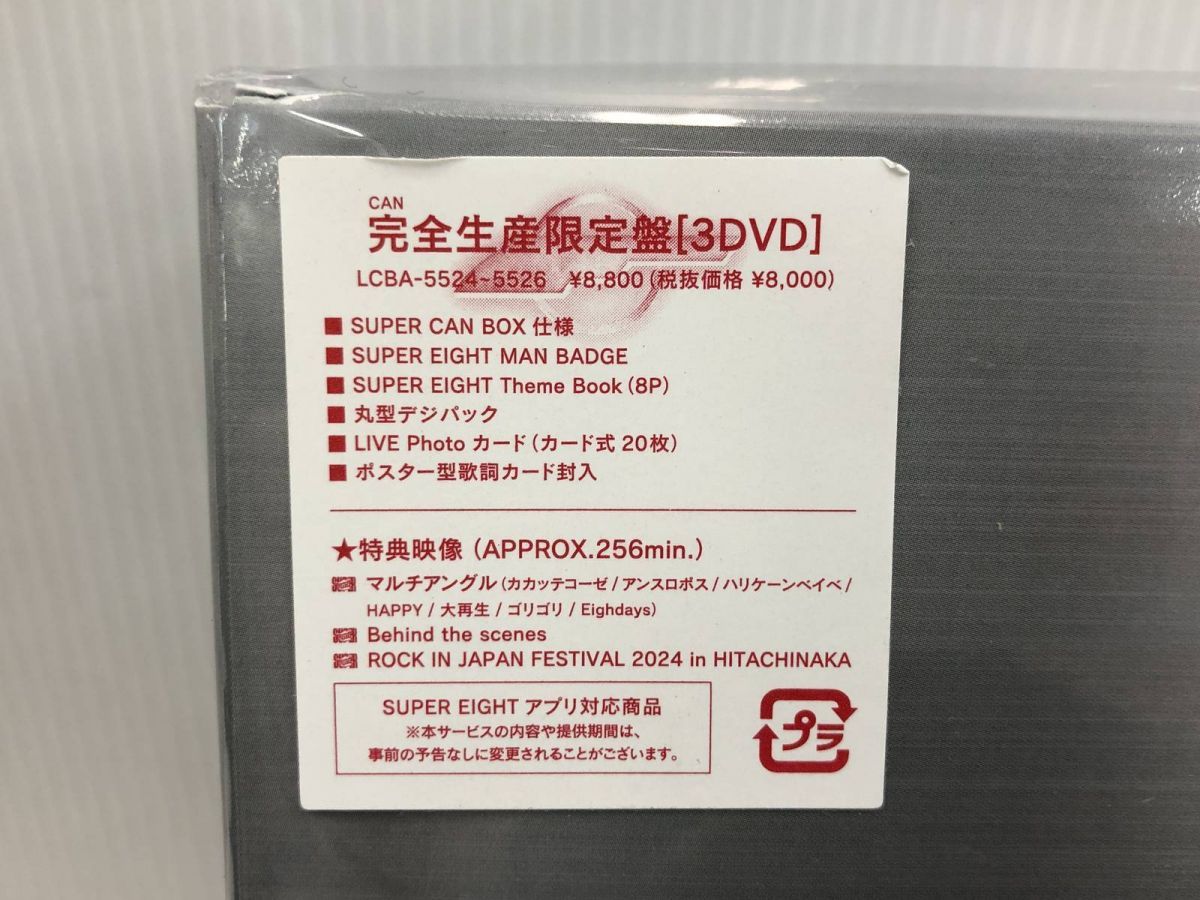 CAN
完全生産限定盤[3DVD]
LCBA-5524~5526 ¥8,800(税抜価格 ¥8,000)
■ SUPER CAN BOX 仕様
■ SUPER EIGHT MAN BADGE
■ SUPER EIGHT Theme Book(8P)
■ 丸型デジパック
■ LIVE Photo カード(カード式 20枚)
■ ポスター型歌詞カード封入
★特典映像 (APPROX.256min.)
マルチアングル(カカッテコーゼ/アンスロポス/ハリケーンベイベ/
HAPPY/大再生/ゴリゴリ/Eighdays)
Behind the scenes
ROCK IN JAPAN FESTIVAL 2024 in HITACHINAKA
SUPER EIGHT アプリ対応商品
※本サービスの内容や提供期間は、
事前の予告なしに変更されることがございます。
プラ